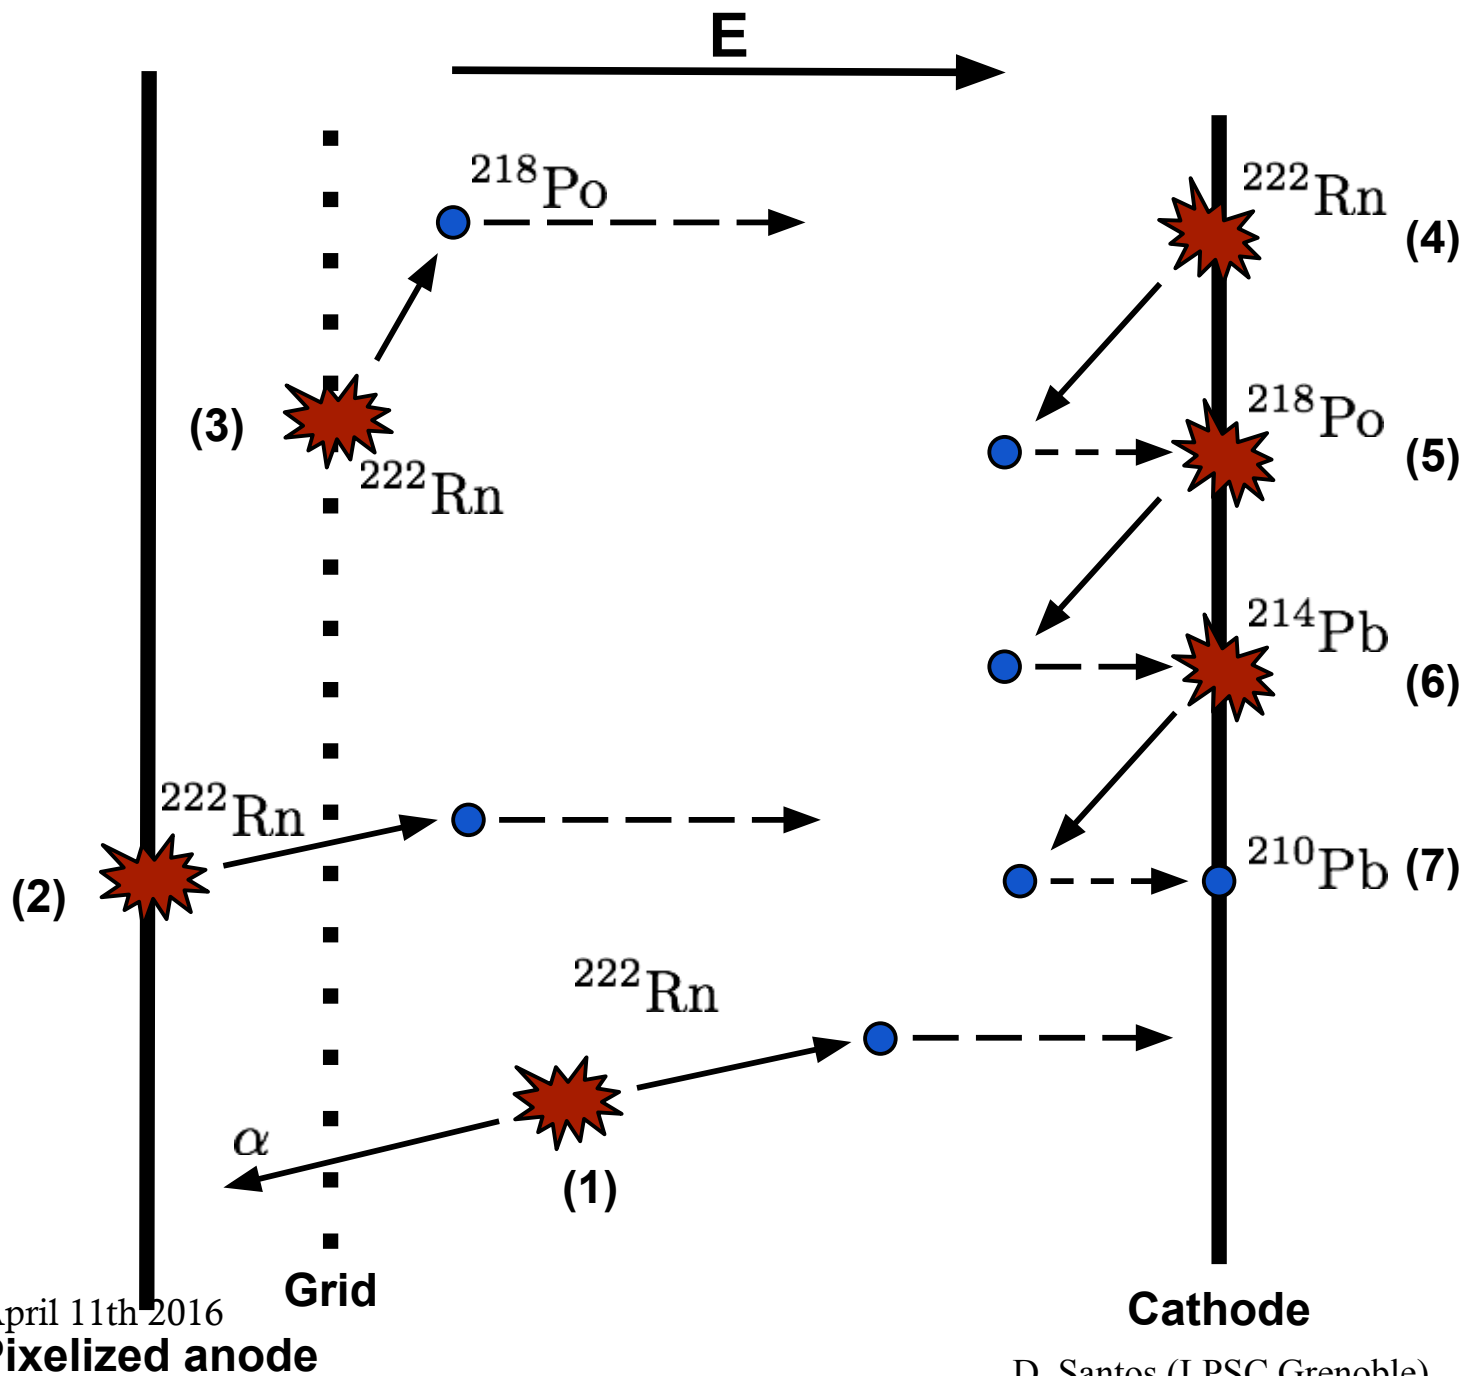 E
²¹⁸Po
²²²Rn
(4)
²¹⁸Po
(5)
(3)
²²²Rn
²¹⁴Pb
(6)
²²²Rn
²¹⁰Pb (7)
(2)
²²²Rn
α
(1)
Grid
Cathode
April 11th 2016
Pixelized anode
D. Santos (LPSC Grenoble)